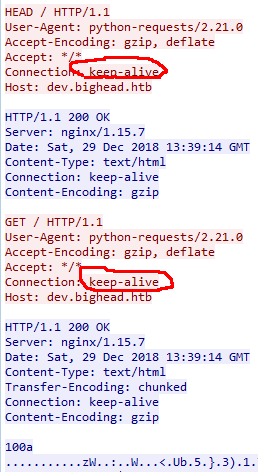 HEAD / HTTP/1.1
User-Agent: python-requests/2.21.0
Accept-Encoding: gzip, deflate
Accept: */*
Connection: keep-alive
Host: dev.bighead.htb
HTTP/1.1 200 OK
Server: nginx/1.15.7
Date: Sat, 29 Dec 2018 13:39:14 GMT
Content-Type: text/html
Connection: keep-alive
Content-Encoding: gzip
GET / HTTP/1.1
User-Agent: python-requests/2.21.0
Accept-Encoding: gzip, deflate
Accept: */*
Connection: keep-alive
Host: dev.bighead.htb
HTTP/1.1 200 OK
Server: nginx/1.15.7
Date: Sat, 29 Dec 2018 13:39:14 GMT
Content-Type: text/html
Transfer-Encoding: chunked
Connection: keep-alive
Content-Encoding: gzip
100a
...........zW..:..W...<.Ub.5.}.3).1.